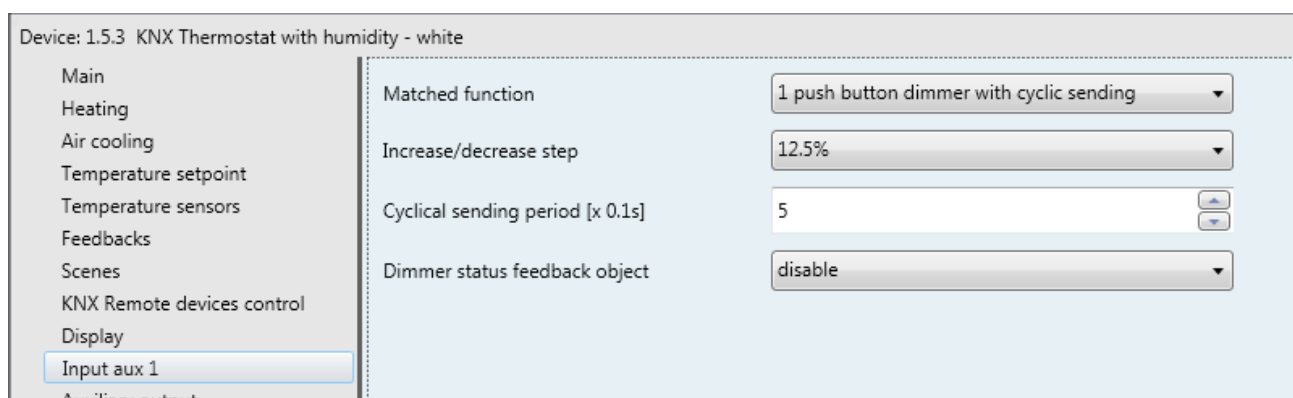 Device: 1.5.3 KNX Thermostat with humidity - white
Main
Heating
Air cooling
Temperature setpoint
Temperature sensors
Feedbacks
Scenes
KNX Remote devices control
Display
Input aux 1
Matched function
1 push button dimmer with cyclic sending
Increase/decrease step
12.5%
Cyclical sending period [x 0.1s]
5
Dimmer status feedback object
disable